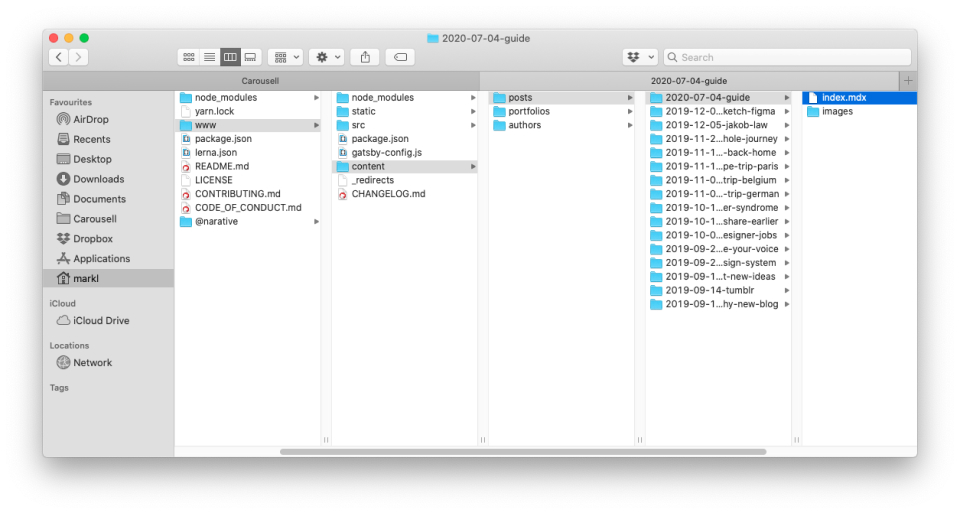 2020-07-04-guide
Search
Carousell
2020-07-04-guide
Favourites
AirDrop
Recents
Desktop
Downloads
Documents
Carousell
Dropbox
Applications
markl
iCloud
iCloud Drive
Locations
Network
Tags
node_modules
yarn.lock
www
package.json
lerna.json
README.md
LICENSE
CONTRIBUTING.md
CODE_OF_CONDUCT.md
@narative
node_modules
static
src
package.json
gatsby-config.js
content
_redirects
CHANGELOG.md
posts
portfolios
authors
2020-07-04-guide
2019-12-0...ketch-figma
2019-12-05-jakob-law
2019-11-2...hole-journey
2019-11-1...-back-home
2019-11-1...pe-trip-paris
2019-11-0...trip-belgium
2019-11-0...-trip-german
2019-10-1...er-syndrome
2019-10-1...share-earlier
2019-10-0...esigner-jobs
2019-09-2...e-your-voice
2019-09-2...sign-system
2019-09-1...t-new-ideas
2019-09-14-tumblr
2019-09-1...hy-new-blog
index.mdx
images